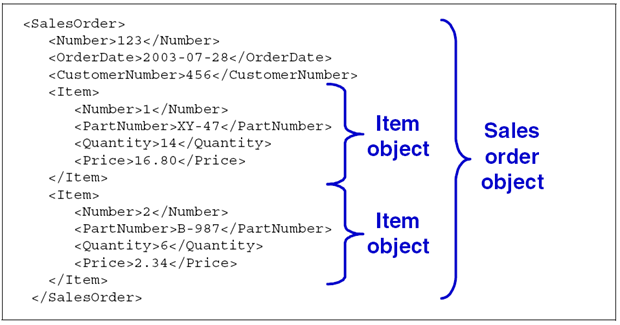 <SalesOrder>
<Number>123</Number>
<OrderDate>2003-07-28</OrderDate>
<CustomerNumber>456</CustomerNumber>
<Item>
<Number>1</Number>
<PartNumber>XY-47</PartNumber>
<Quantity>14</Quantity>
<Price>16.80</Price>
</Item>
<Item>
<Number>2</Number>
<PartNumber>B-987</PartNumber>
<Quantity>6</Quantity>
<Price>2.34</Price>
</Item>
</SalesOrder>
Item
object
Item
object
Sales
order
object